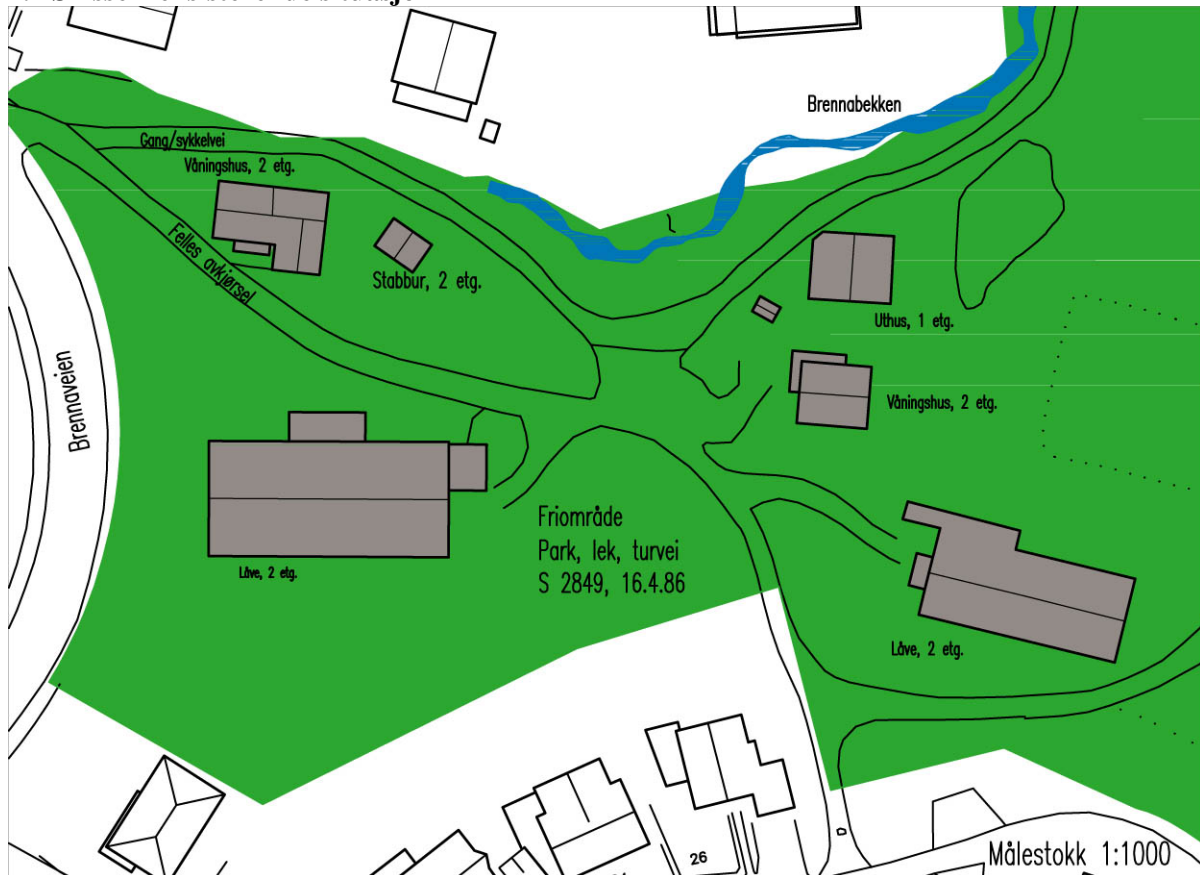 Brennabekken
Gang/sykkelvei
Våningshus, 2 etg.
Felles avkjørsel
Stabbur, 2 etg.
Uthus, 1 etg.
Brennaveien
Våningshus, 2 etg.
Friområde
Park, lek, turvei
S 2849, 16.4.86
Låve, 2 etg.
Låve, 2 etg.
26
Målestokk 1:1000